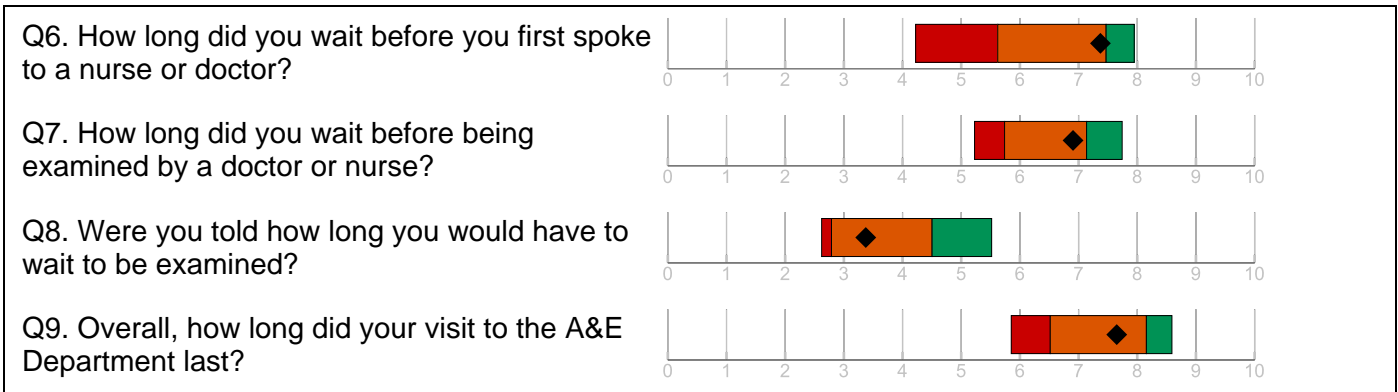 Q6. How long did you wait before you first spoke
to a nurse or doctor?
0 1 2 3 4 5 6 7 8 9 10
Q7. How long did you wait before being
examined by a doctor or nurse?
0 1 2 3 4 5 6 7 8 9 10
Q8. Were you told how long you would have to
wait to be examined?
0 1 2 3 4 5 6 7 8 9 10
Q9. Overall, how long did your visit to the A&E
Department last?
0 1 2 3 4 5 6 7 8 9 10